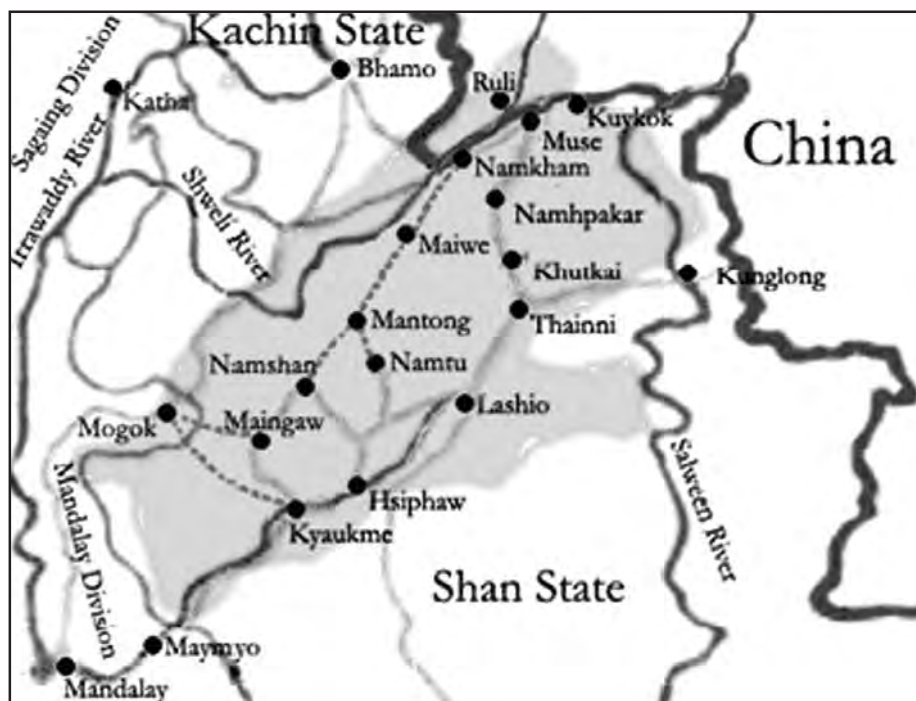 Kachin State
Sagaing Division
Bhamo
Ruli
Katha
Kuykok
Muse
China
Irrawaddy River
Namkham
Shweli River
Namhpakar
Maiwe
Khutkai
Kunglong
Mantong
Thainni
Namshan
Namtu
Lashio
Mogok
Maingaw
Salween River
Mandalay Division
Hsiphaw
Kyaukme
Shan State
Maymyo
Mandalay